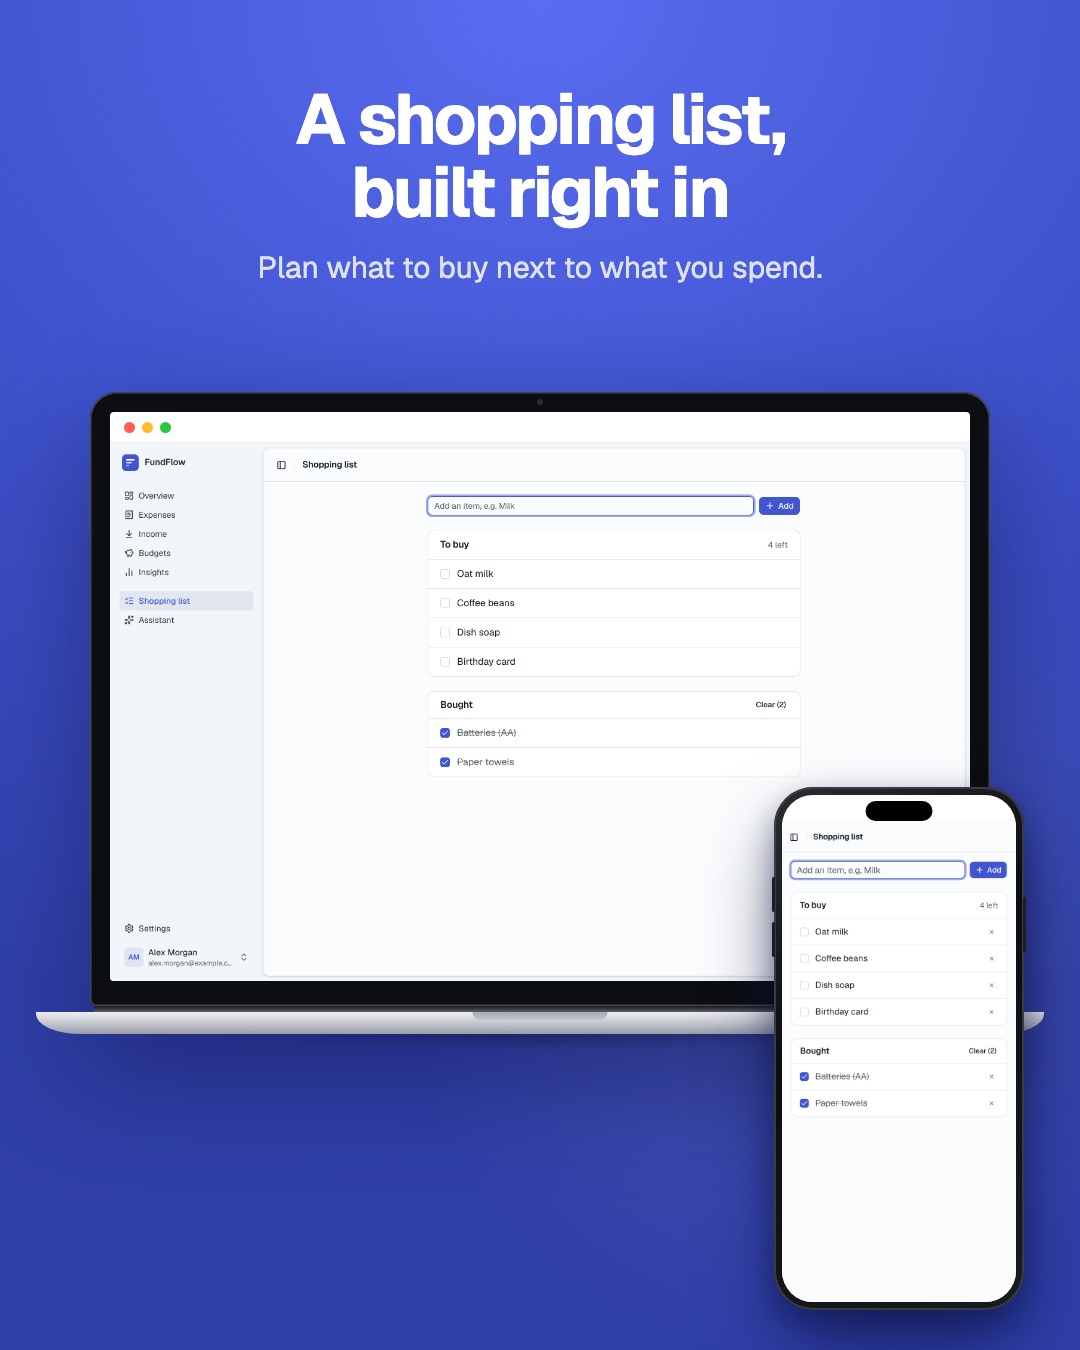 A shopping list,
built right in
Plan what to buy next to what you spend.
FundFlow
Overview
Expenses
Income
Budgets
Insights
Shopping list
Assistant
Settings
AM
Alex Morgan
alex.morgan@example.c...
Shopping list
Add an item, e.g. Milk
+ Add
To buy
4 left
Oat milk
Coffee beans
Dish soap
Birthday card
Bought
Clear (2)
Batteries (AA)
Paper towels
Shopping list
Add an item, e.g. Milk
+ Add
To buy
4 left
Oat milk ×
Coffee beans ×
Dish soap ×
Birthday card ×
Bought
Clear (2)
Batteries (AA) ×
Paper towels ×